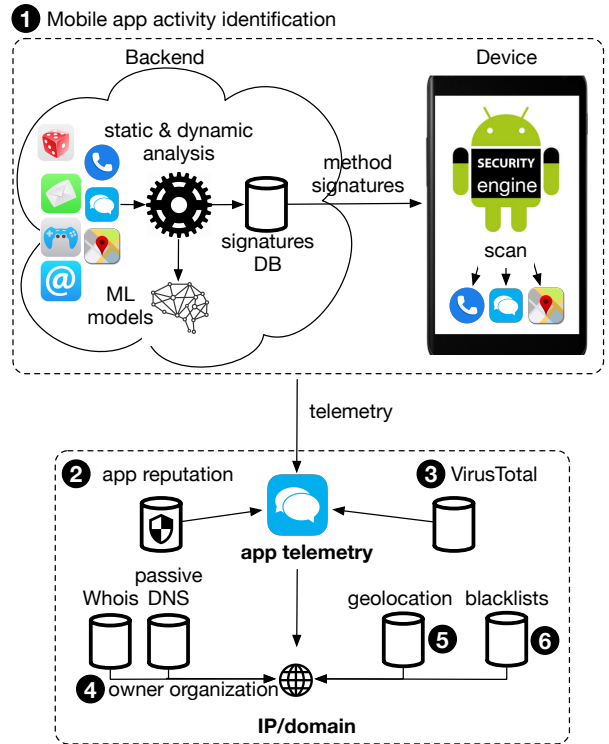 1 Mobile app activity identification
Backend
Device
static & dynamic
analysis
method
signatures
SECURITY
engine
signatures
DB
scan
ML
models
@
telemetry
2 app reputation
3 VirusTotal
app telemetry
passive
Whois DNS
geolocation
blacklists
5
6
4 owner organization
IP/domain